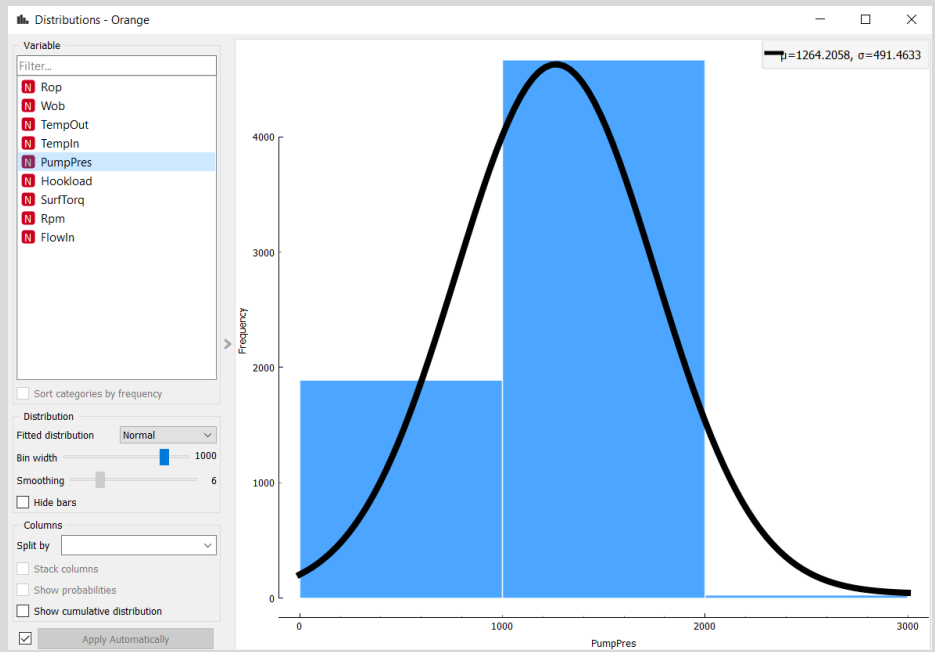 Distributions - Orange
Variable
Filter...
N Rop
N Wob
N TempOut
N TempIn
N PumpPres
N Hookload
N SurfTorq
N Rpm
N FlowIn
Sort categories by frequency
Distribution
Fitted distribution Normal
Bin width 1000
Smoothing 6
Hide bars
Columns
Split by
Stack columns
Show probabilities
Show cumulative distribution
Apply Automatically
μ=1264.2058, σ=491.4633
Frequency
4000
3000
2000
1000
0
0 1000 2000 3000
PumpPres